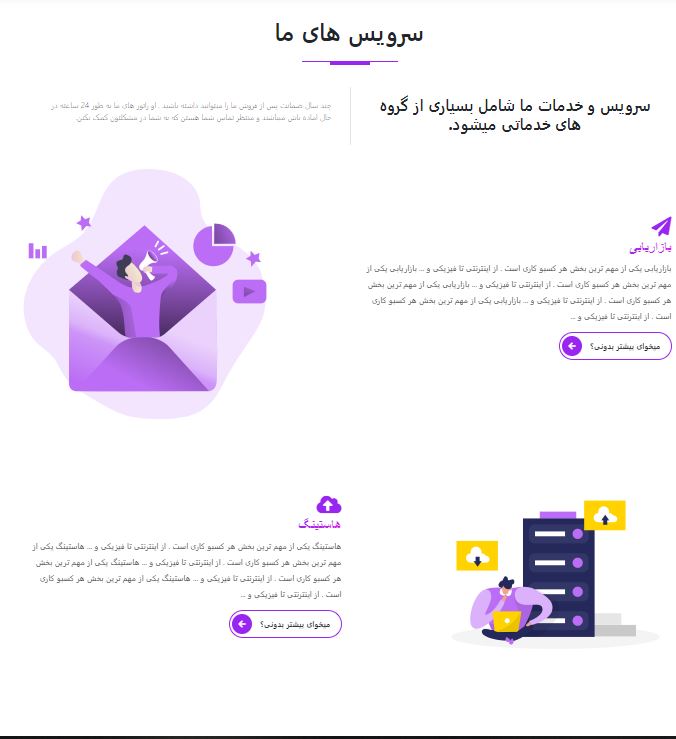 سرویس های ما
سرویس و خدمات ما شامل بسیاری از گروه
های خدماتی میشود.
چند سال ضمانت پس از فروش ما را میتوانید داشته باشید . اوپراتور های ما به طور 24 ساعته در
حال اماده باش میباشند و منتظر تماس شما هستن که به شما در مشکلتون کمک بکنن.
بازاریابی
بازاریابی یکی از مهم ترین بخش هر کسبو کاری است . از اینترنتی تا فیزیکی و ... بازاریابی یکی از
مهم ترین بخش هر کسبو کاری است . از اینترنتی تا فیزیکی و ... بازاریابی یکی از مهم ترین بخش
هر کسبو کاری است . از اینترنتی تا فیزیکی و ... بازاریابی یکی از مهم ترین بخش هر کسبو کاری
است . از اینترنتی تا فیزیکی و ...
میخوای بیشتر بدونی؟
هاستینگ
هاستینگ یکی از مهم ترین بخش هر کسبو کاری است . از اینترنتی تا فیزیکی و ... هاستینگ یکی از
مهم ترین بخش هر کسبو کاری است . از اینترنتی تا فیزیکی و ... هاستینگ یکی از مهم ترین بخش
هر کسبو کاری است . از اینترنتی تا فیزیکی و ... هاستینگ یکی از مهم ترین بخش هر کسبو کاری
است . از اینترنتی تا فیزیکی و ...
میخوای بیشتر بدونی؟